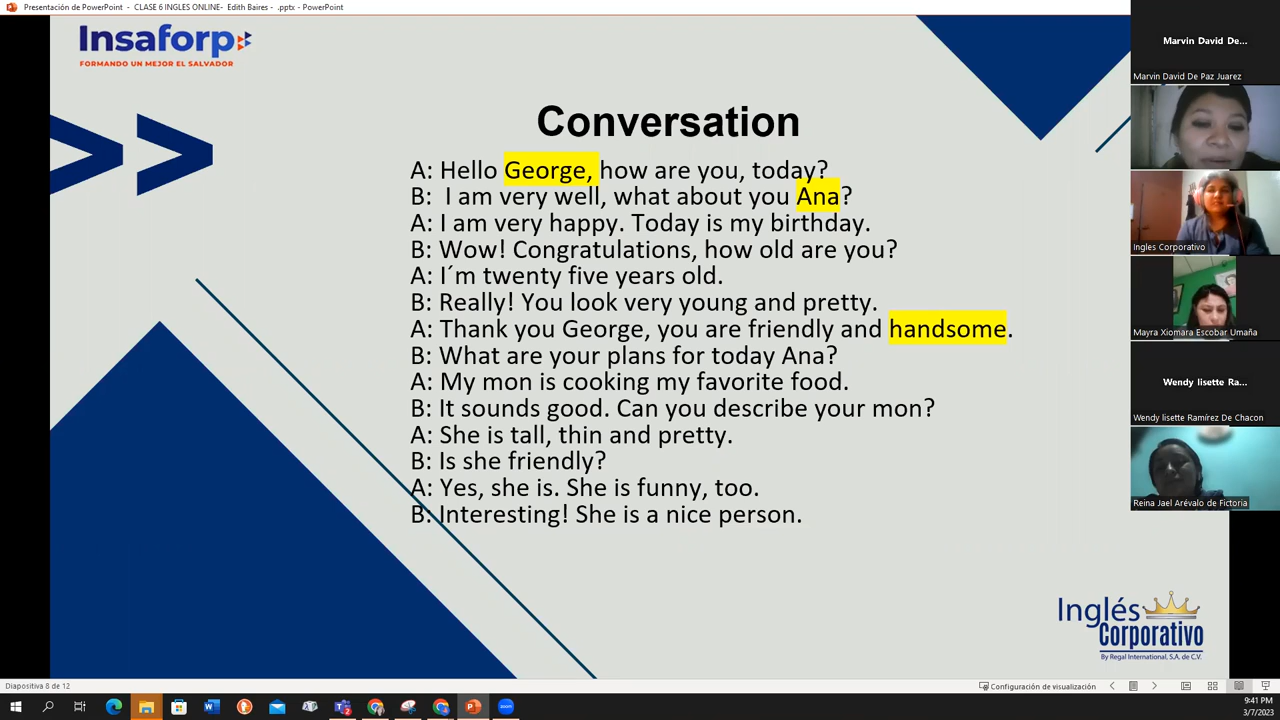 Presentación de PowerPoint - CLASE 6 INGLES ONLINE- Edith Baires - .pptx - PowerPoint
Insaforp
FORMANDO UN MEJOR EL SALVADOR
>>
Conversation
A: Hello George, how are you, today?
B: I am very well, what about you Ana?
A: I am very happy. Today is my birthday.
B: Wow! Congratulations, how old are you?
A: I´m twenty five years old.
B: Really! You look very young and pretty.
A: Thank you George, you are friendly and handsome.
B: What are your plans for today Ana?
A: My mon is cooking my favorite food.
B: It sounds good. Can you describe your mon?
A: She is tall, thin and pretty.
B: Is she friendly?
A: Yes, she is. She is funny, too.
B: Interesting! She is a nice person.
Inglés
Corporativo
By Regal International, S.A. de C.V.
Marvin David De...
Marvin David De Paz Juarez
Ingles Corporativo
Mayra Xiomara Escobar Umaña
Wendy lisette Ra...
Wendy lisette Ramírez De Chacon
Reina Jael Arévalo de Fictoria
Diapositiva 8 de 12
Configuración de visualización
zoom
9:41 PM
3/7/2023